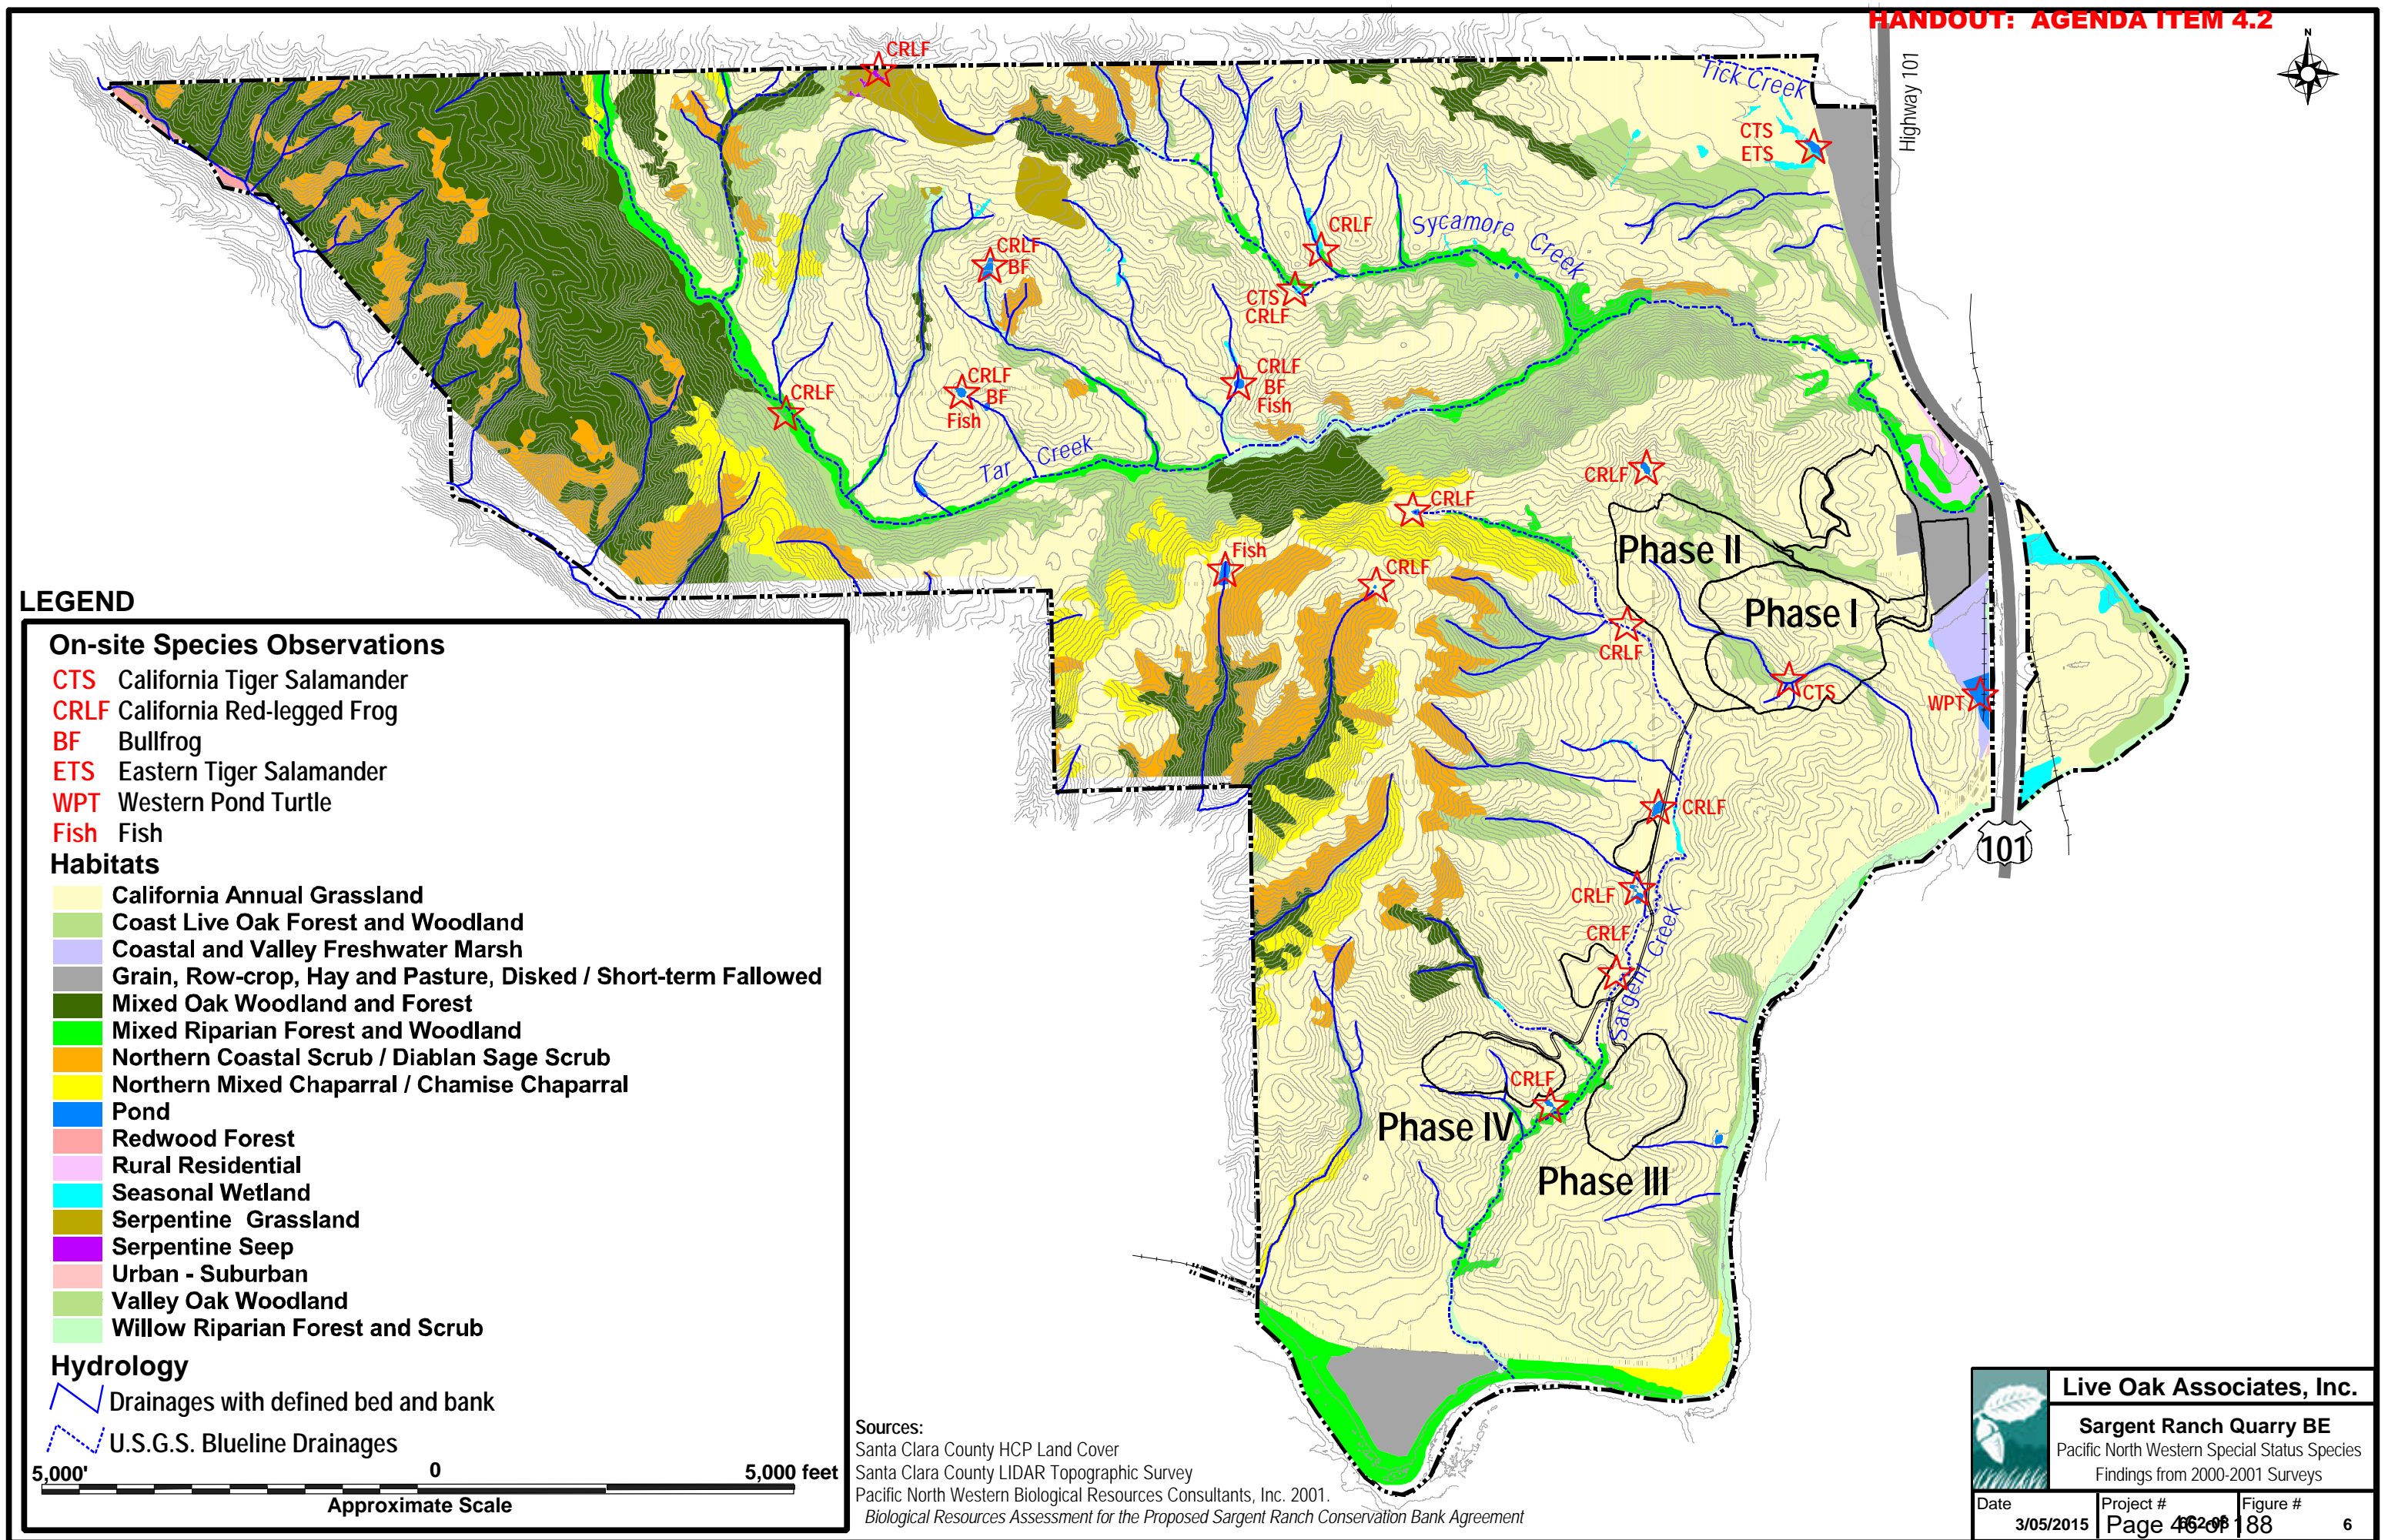 HANDOUT: AGENDA ITEM 4.2
N
CRLF
Tick Creek
Highway 101
CTS
ETS
CRLF
Sycamore Creek
CRLF
BF
CTS
CRLF
CRLF
CRLF
BF
Fish
CRLF
BF
Fish
Tar Creek
CRLF
CRLF
Phase II
Fish
CRLF
Phase I
CRLF
CTS
WPT
CRLF
101
CRLF
CRLF
Sargent Creek
CRLF
Phase IV
Phase III
LEGEND
On-site Species Observations
CTS California Tiger Salamander
CRLF California Red-legged Frog
BF Bullfrog
ETS Eastern Tiger Salamander
WPT Western Pond Turtle
Fish Fish
Habitats
California Annual Grassland
Coast Live Oak Forest and Woodland
Coastal and Valley Freshwater Marsh
Grain, Row-crop, Hay and Pasture, Disked / Short-term Fallowed
Mixed Oak Woodland and Forest
Mixed Riparian Forest and Woodland
Northern Coastal Scrub / Diablan Sage Scrub
Northern Mixed Chaparral / Chamise Chaparral
Pond
Redwood Forest
Rural Residential
Seasonal Wetland
Serpentine Grassland
Serpentine Seep
Urban - Suburban
Valley Oak Woodland
Willow Riparian Forest and Scrub
Hydrology
Drainages with defined bed and bank
U.S.G.S. Blueline Drainages
5,000' 0 5,000 feet
Approximate Scale
Sources:
Santa Clara County HCP Land Cover
Santa Clara County LIDAR Topographic Survey
Pacific North Western Biological Resources Consultants, Inc. 2001.
Biological Resources Assessment for the Proposed Sargent Ranch Conservation Bank Agreement
Live Oak Associates, Inc.
Sargent Ranch Quarry BE
Pacific North Western Special Status Species
Findings from 2000-2001 Surveys
Date Project # Figure #
3/05/2015 Page 46 of 188 6